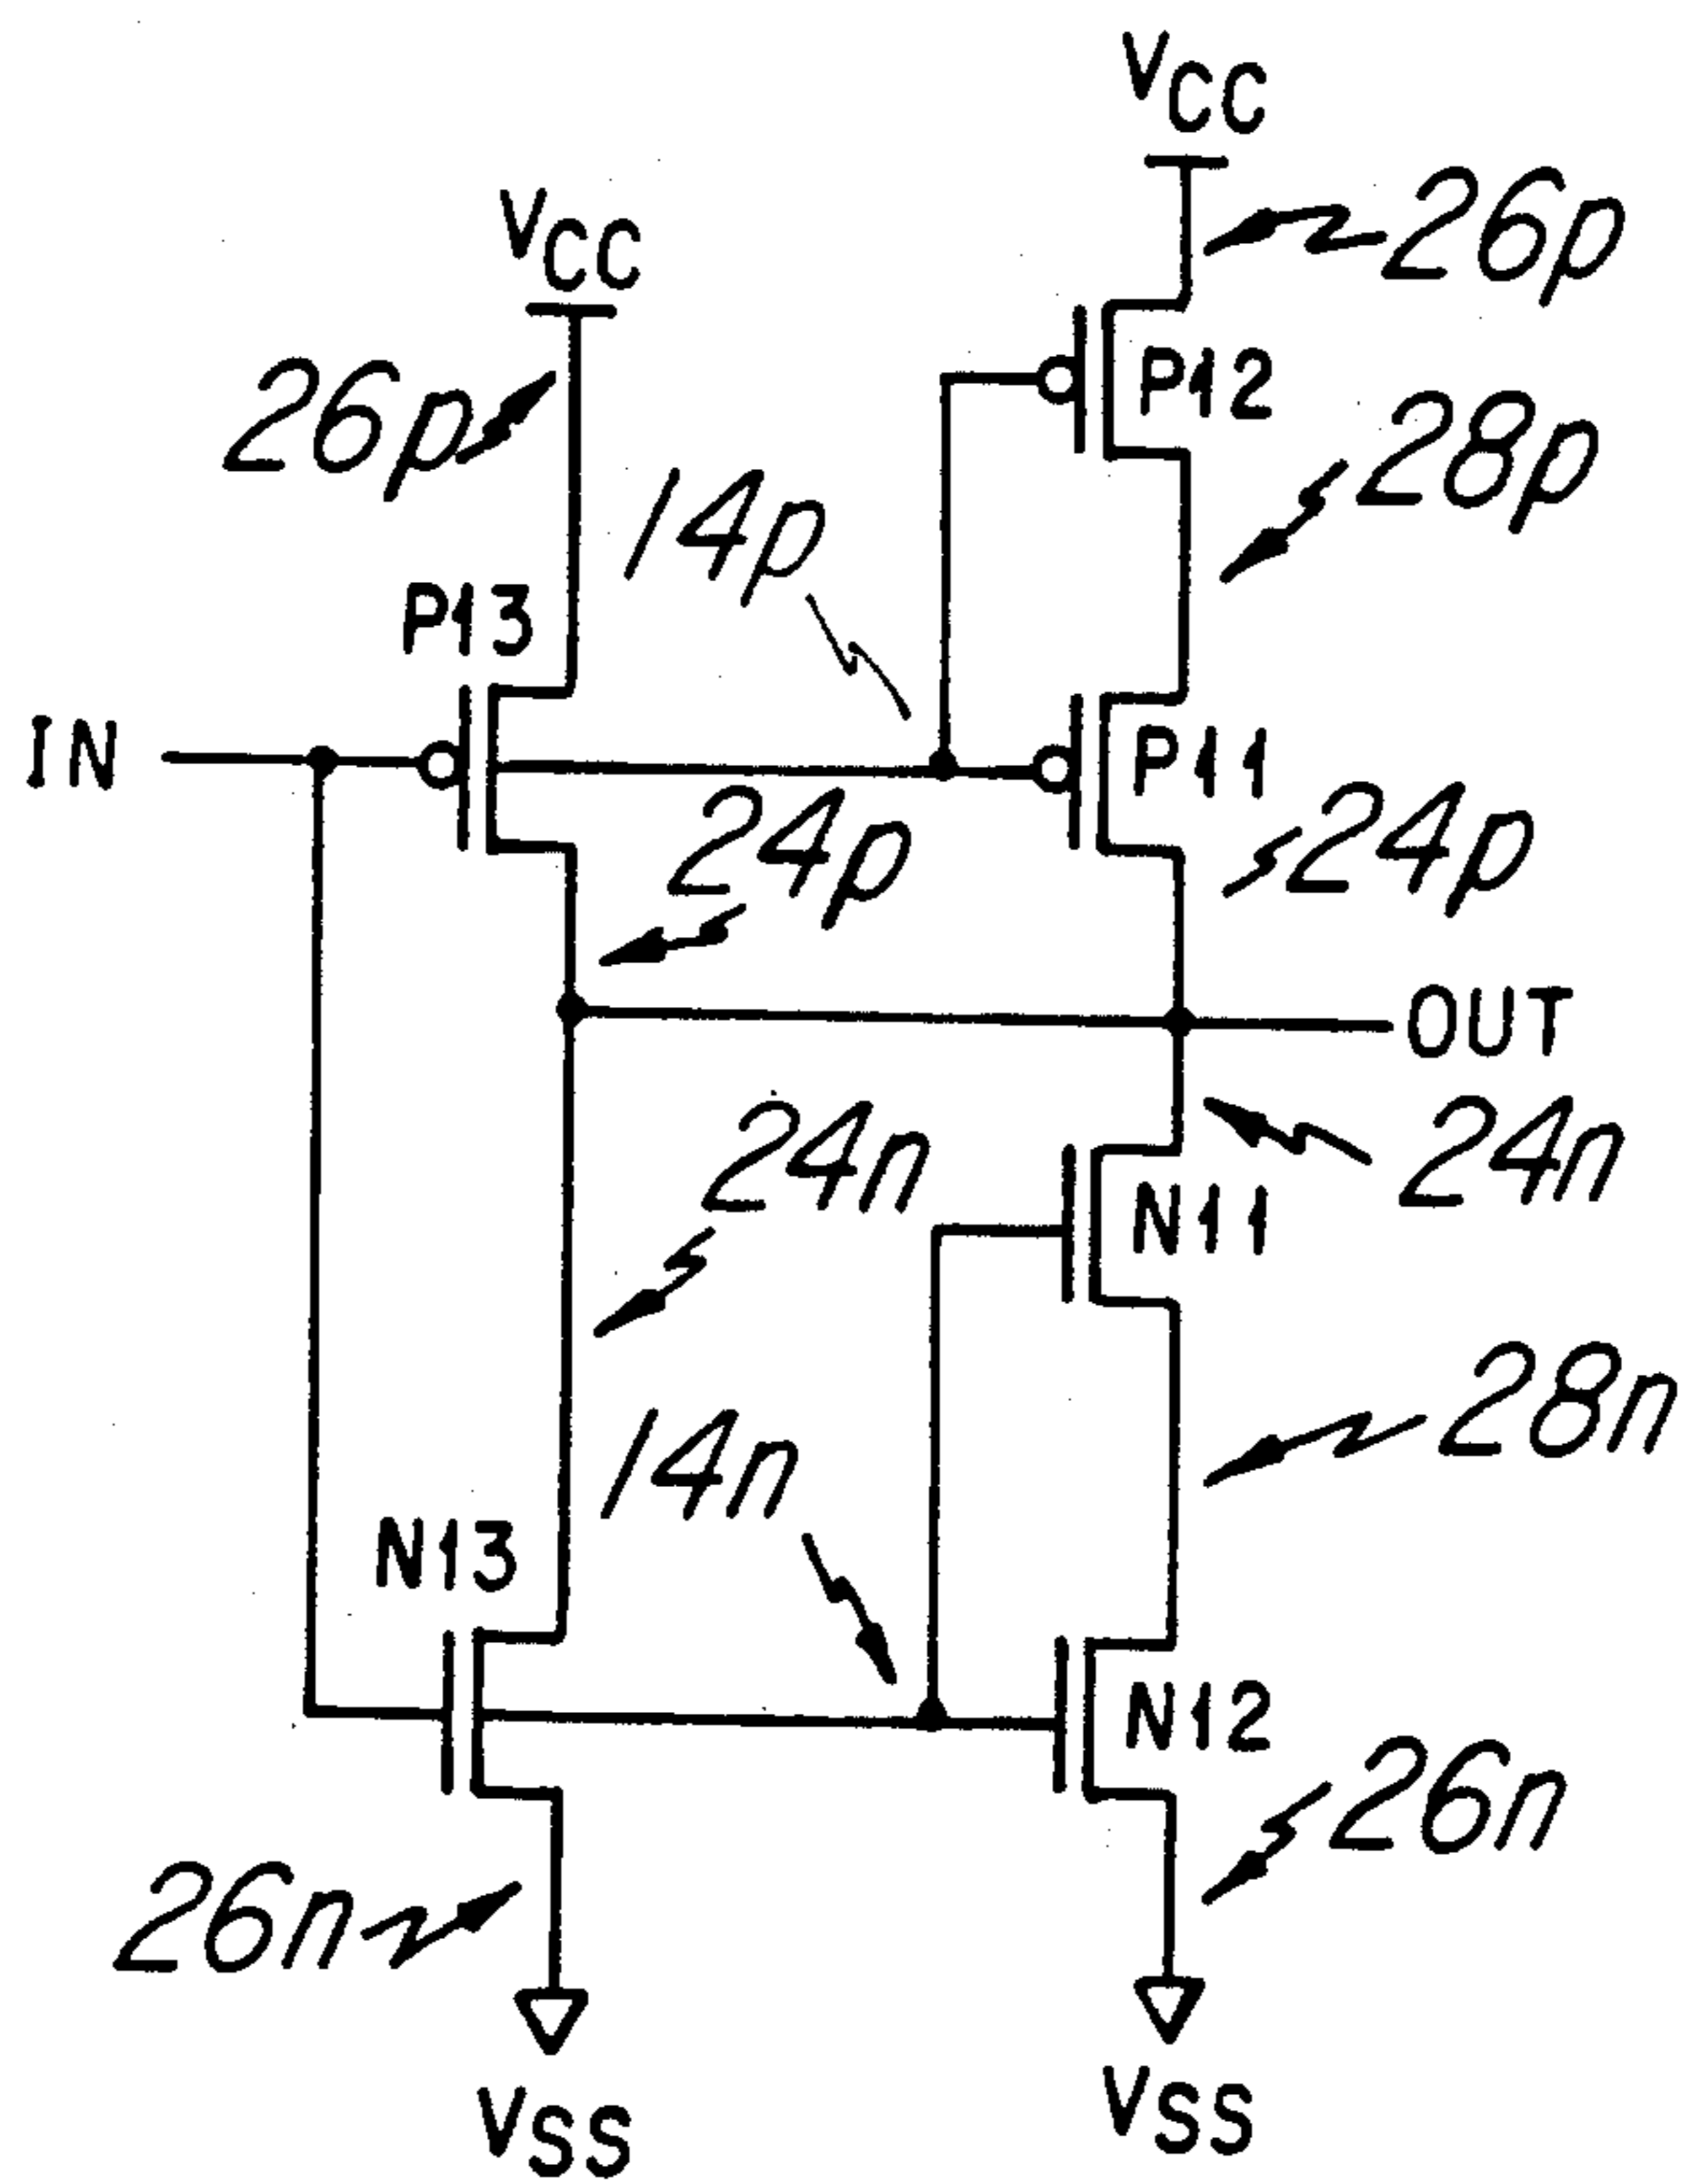 VCC
26p
VCC
P12
26p
28p
14p
P13
IN
P11
24p
24p
OUT
24n
24n
N11
14n
28n
N13
N12
26n
26n
VSS
VSS